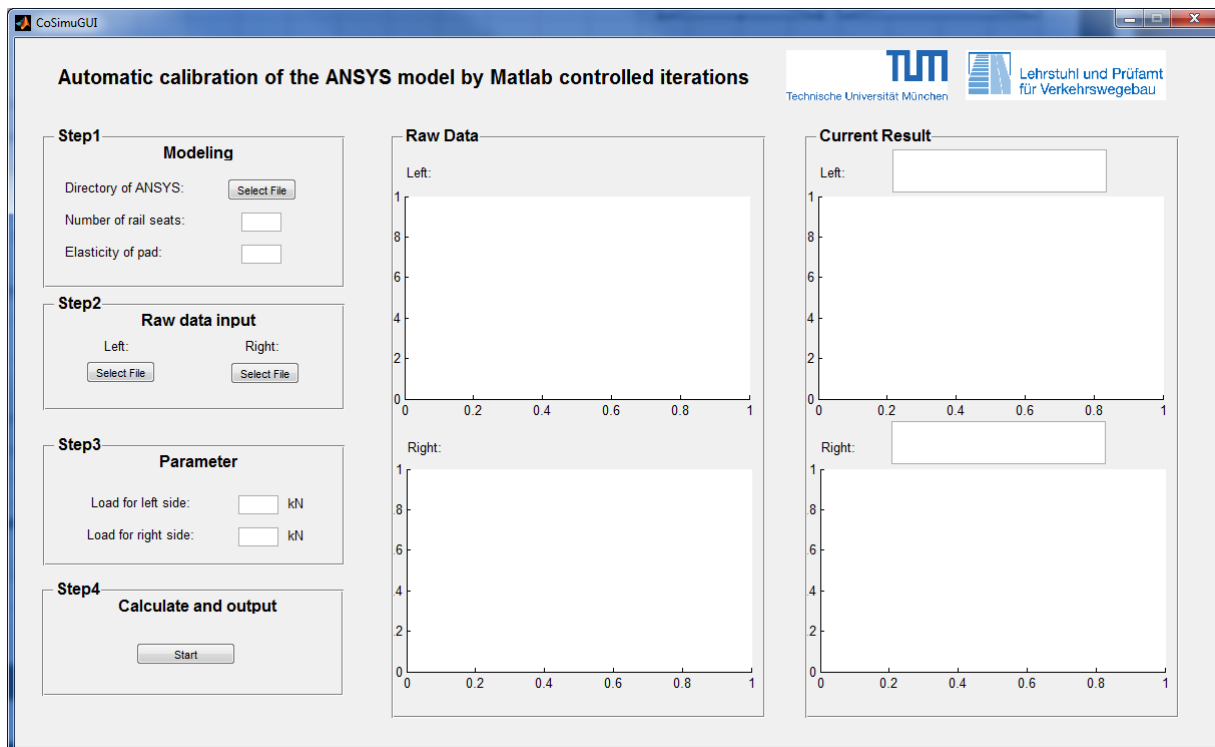 CoSimuGUI
Automatic calibration of the ANSYS model by Matlab controlled iterations
TUM
Technische Universität München
Lehrstuhl und Prüfamt
für Verkehrswegebau
Step1
Modeling
Directory of ANSYS: Select File
Number of rail seats:
Elasticity of pad:
Step2
Raw data input
Left: Right:
Select File Select File
Step3
Parameter
Load for left side: kN
Load for right side: kN
Step4
Calculate and output
Start
Raw Data
Left:
1
8
6
4
2
0
0 0.2 0.4 0.6 0.8 1
Right:
1
.8
.6
.4
.2
0
0 0.2 0.4 0.6 0.8 1
Current Result
Left:
1
8
6
4
2
0
0 0.2 0.4 0.6 0.8 1
Right:
1
.8
.6
.4
.2
0
0 0.2 0.4 0.6 0.8 1